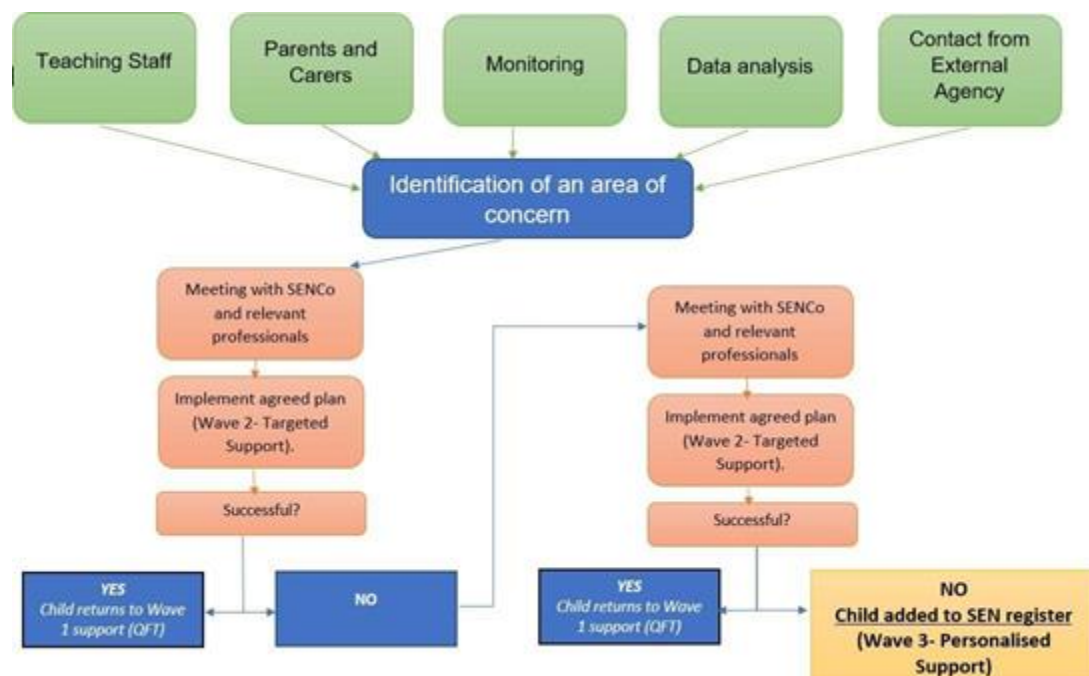 Teaching Staff
Parents and
Carers
Monitoring
Data analysis
Contact from
External
Agency
Identification of an area of
concern
Meeting with SENCo
and relevant
professionals
Implement agreed plan
(Wave 2- Targeted
Support).
Successful?
YES
Child returns to Wave
1 support (QFT)
NO
Meeting with SENCo
and relevant
professionals
Implement agreed plan
(Wave 2- Targeted
Support).
Successful?
YES
Child returns to Wave
1 support (QFT)
NO
Child added to SEN register
(Wave 3- Personalised
Support)